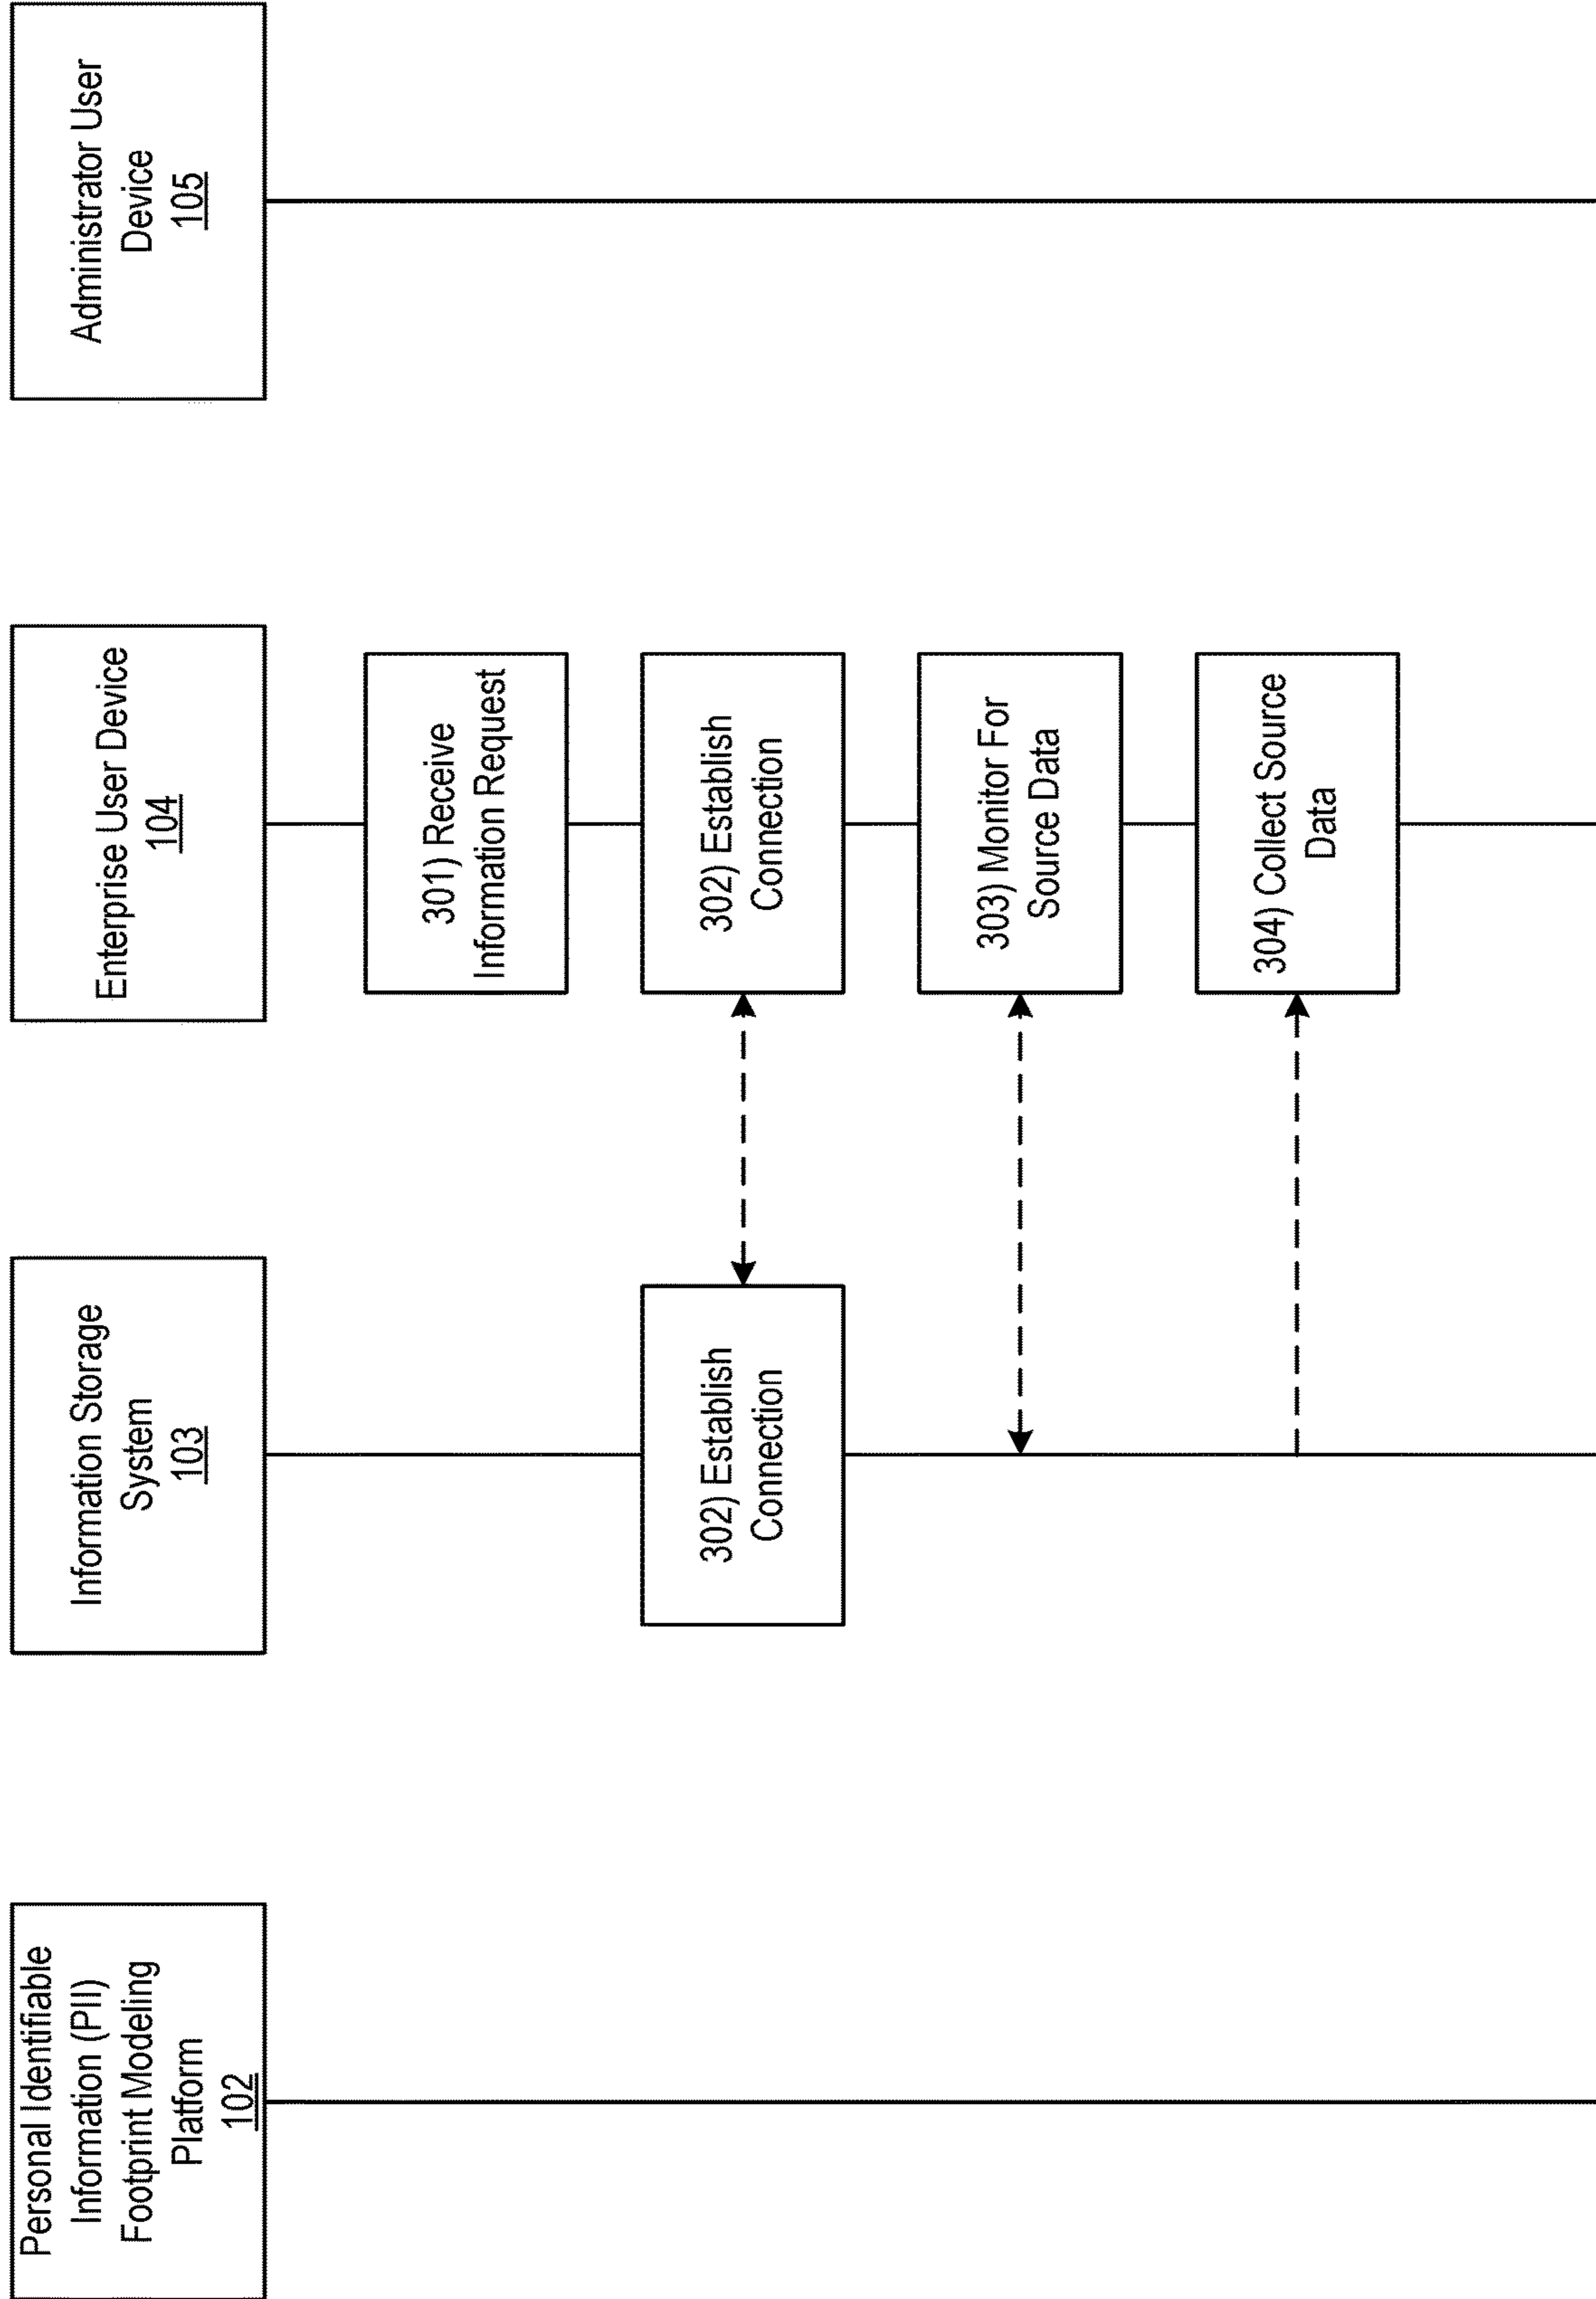 Personal Identifiable
Information (PII)
Footprint Modeling
Platform
102
Information Storage
System
103
Enterprise User Device
104
Administrator User
Device
105
301) Receive
Information Request
302) Establish
Connection
302) Establish
Connection
303) Monitor For
Source Data
304) Collect Source
Data